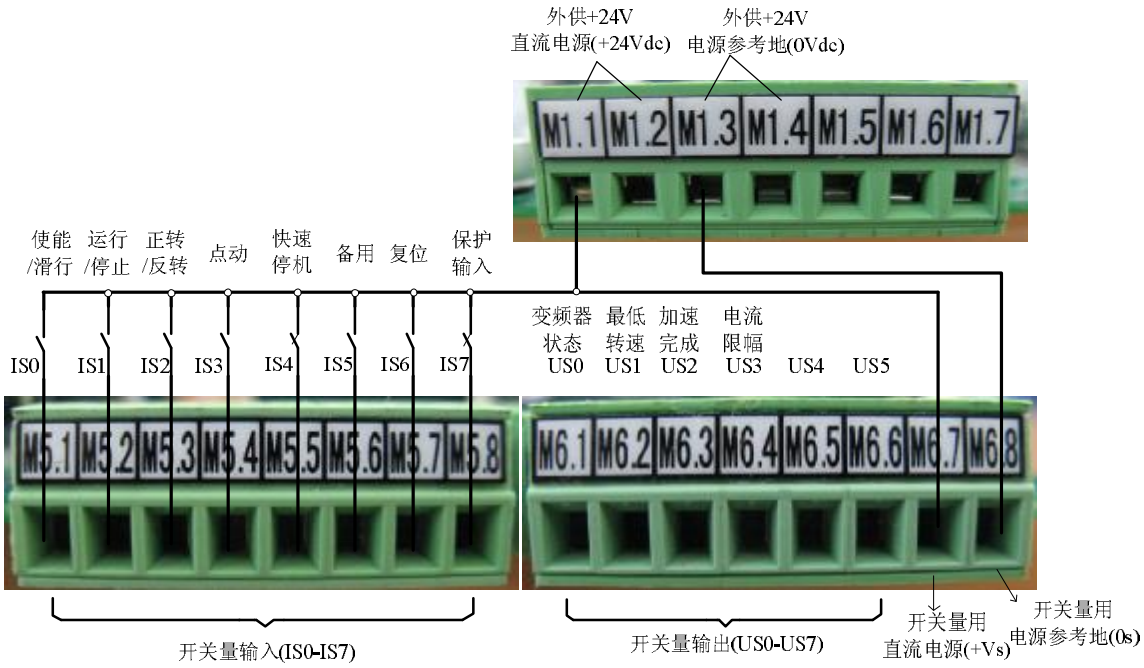 外供+24V
直流电源(+24Vdc)
外供+24V
电源参考地(0Vdc)
M1.1 M1.2 M1.3 M1.4 M1.5 M1.6 M1.7
使能
/滑行
运行
/停止
正转
/反转
点动
快速
停机
备用
复位
保护
输入
IS0 IS1 IS2 IS3 IS4 IS5 IS6 IS7
变频器
状态
US0
最低
转速
US1
加速
完成
US2
电流
限幅
US3
US4
US5
M5.1 M5.2 M5.3 M5.4 M5.5 M5.6 M5.7 M5.8
M6.1 M6.2 M6.3 M6.4 M6.5 M6.6 M6.7 M6.8
开关量输入(IS0-IS7)
开关量输出(US0-US7)
开关量用
直流电源(+Vs)
开关量用
电源参考地(0s)